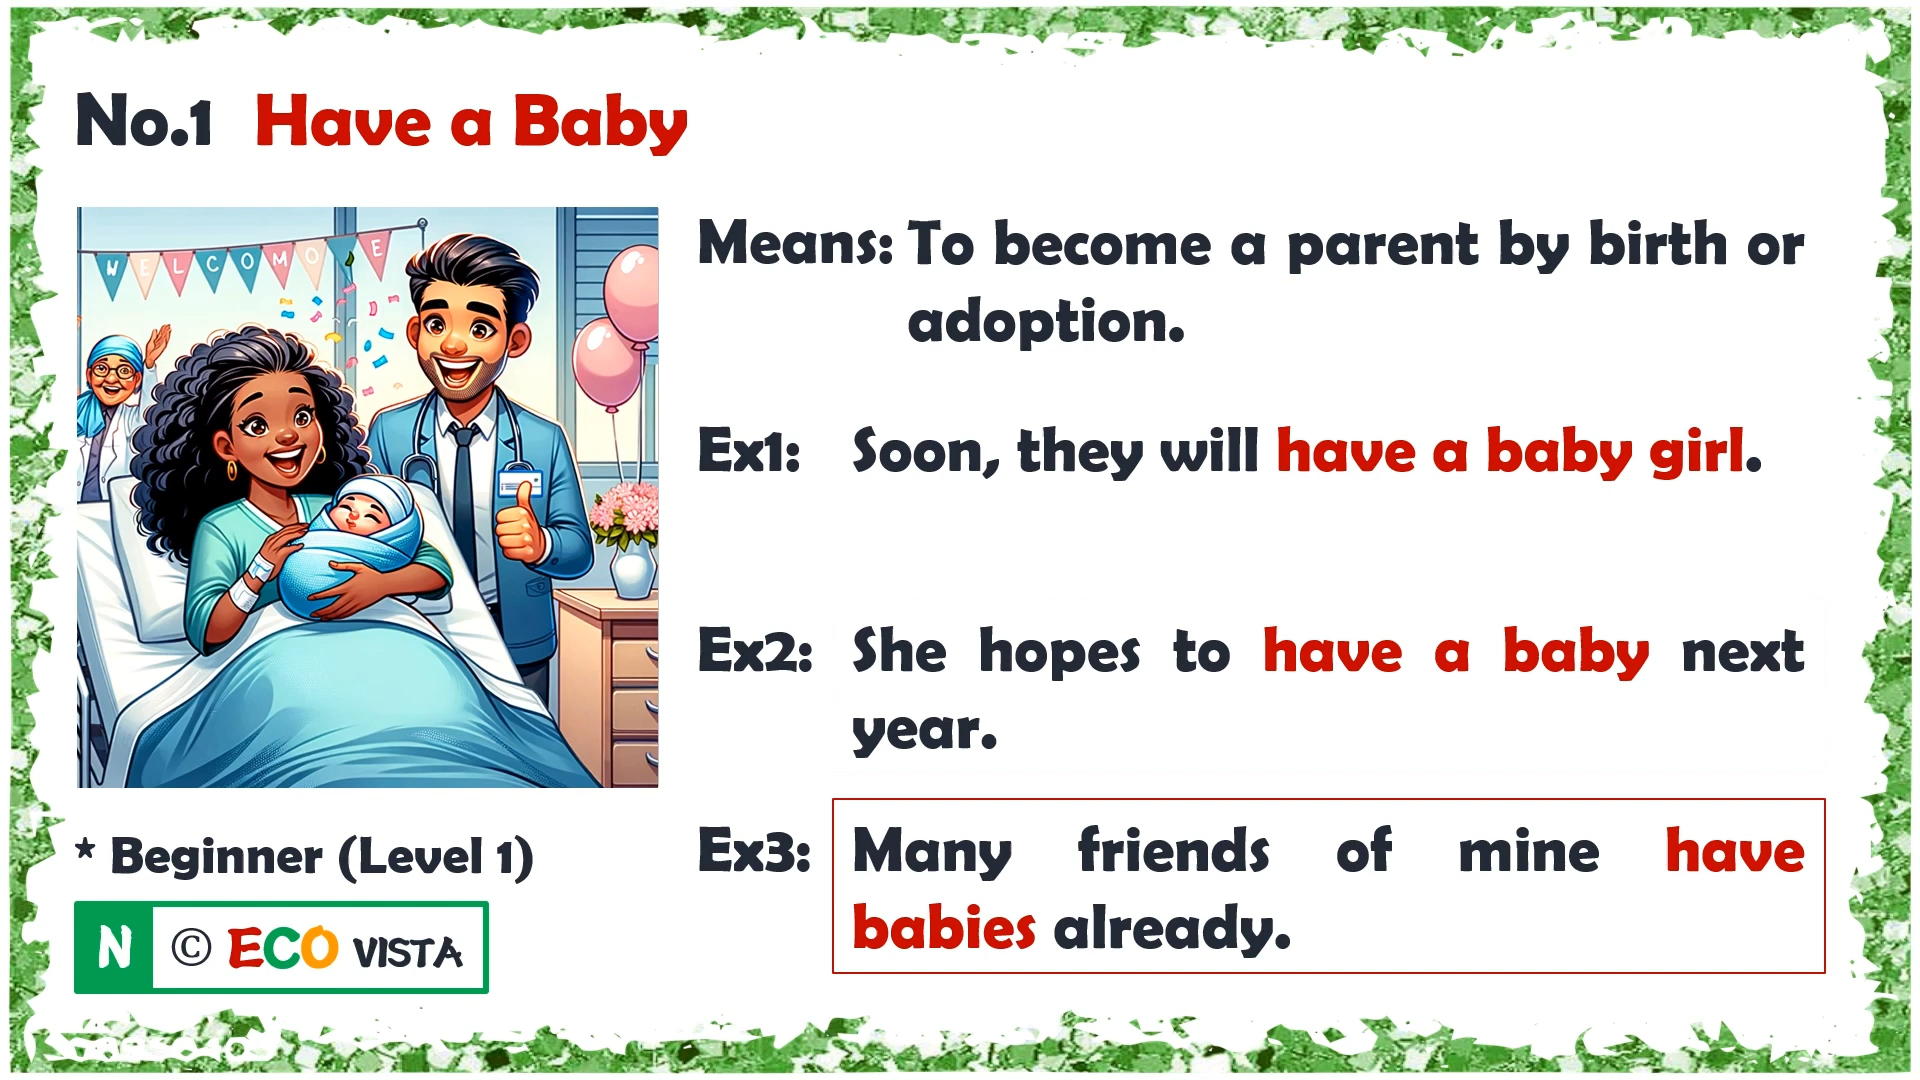 No.1 Have a Baby
WELCOMO E
Means: To become a parent by birth or
adoption.
Ex1: Soon, they will have a baby girl.
Ex2: She hopes to have a baby next
year.
Ex3: Many friends of mine have
babies already.
* Beginner (Level 1)
N © ECO VISTA